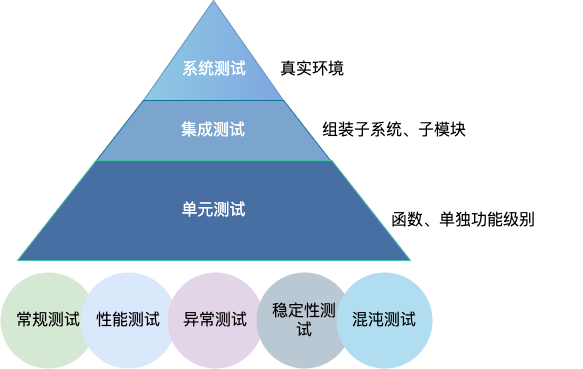 系统测试
真实环境
集成测试
组装子系统、子模块
单元测试
函数、单独功能级别
常规测试
性能测试
异常测试
稳定性测
试
混沌测试